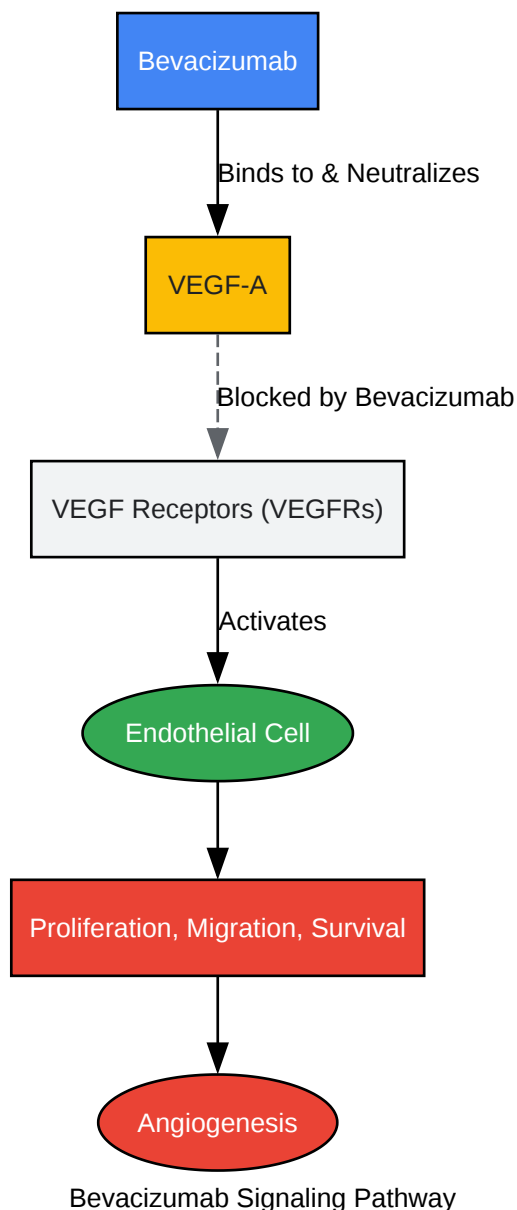 Bevacizumab
Binds to & Neutralizes
VEGF-A
Blocked by Bevacizumab
VEGF Receptors (VEGFRs)
Activates
Endothelial Cell
Proliferation, Migration, Survival
Angiogenesis
Bevacizumab Signaling Pathway